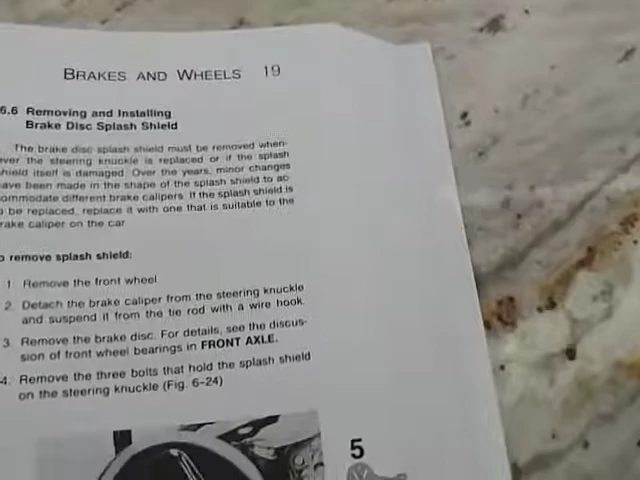 BRAKES AND WHEELS 19
6.6 Removing and Installing
Brake Disc Splash Shield
The brake disc splash shield must be removed when-
ver the steering knuckle is replaced or if the splash
hield itself is damaged. Over the years, minor changes
ave been made in the shape of the splash shield to ac-
ommodate different brake calipers. If the splash shield is
o be replaced, replace it with one that is suitable to the
rake caliper on the car
o remove splash shield:
1 Remove the front wheel
2. Detach the brake caliper from the steering knuckle
and suspend it from the tie rod with a wire hook.
3. Remove the brake disc. For details, see the discus-
sion of front wheel bearings in FRONT AXLE.
4. Remove the three bolts that hold the splash shield
on the steering knuckle (Fig. 6-24)
5